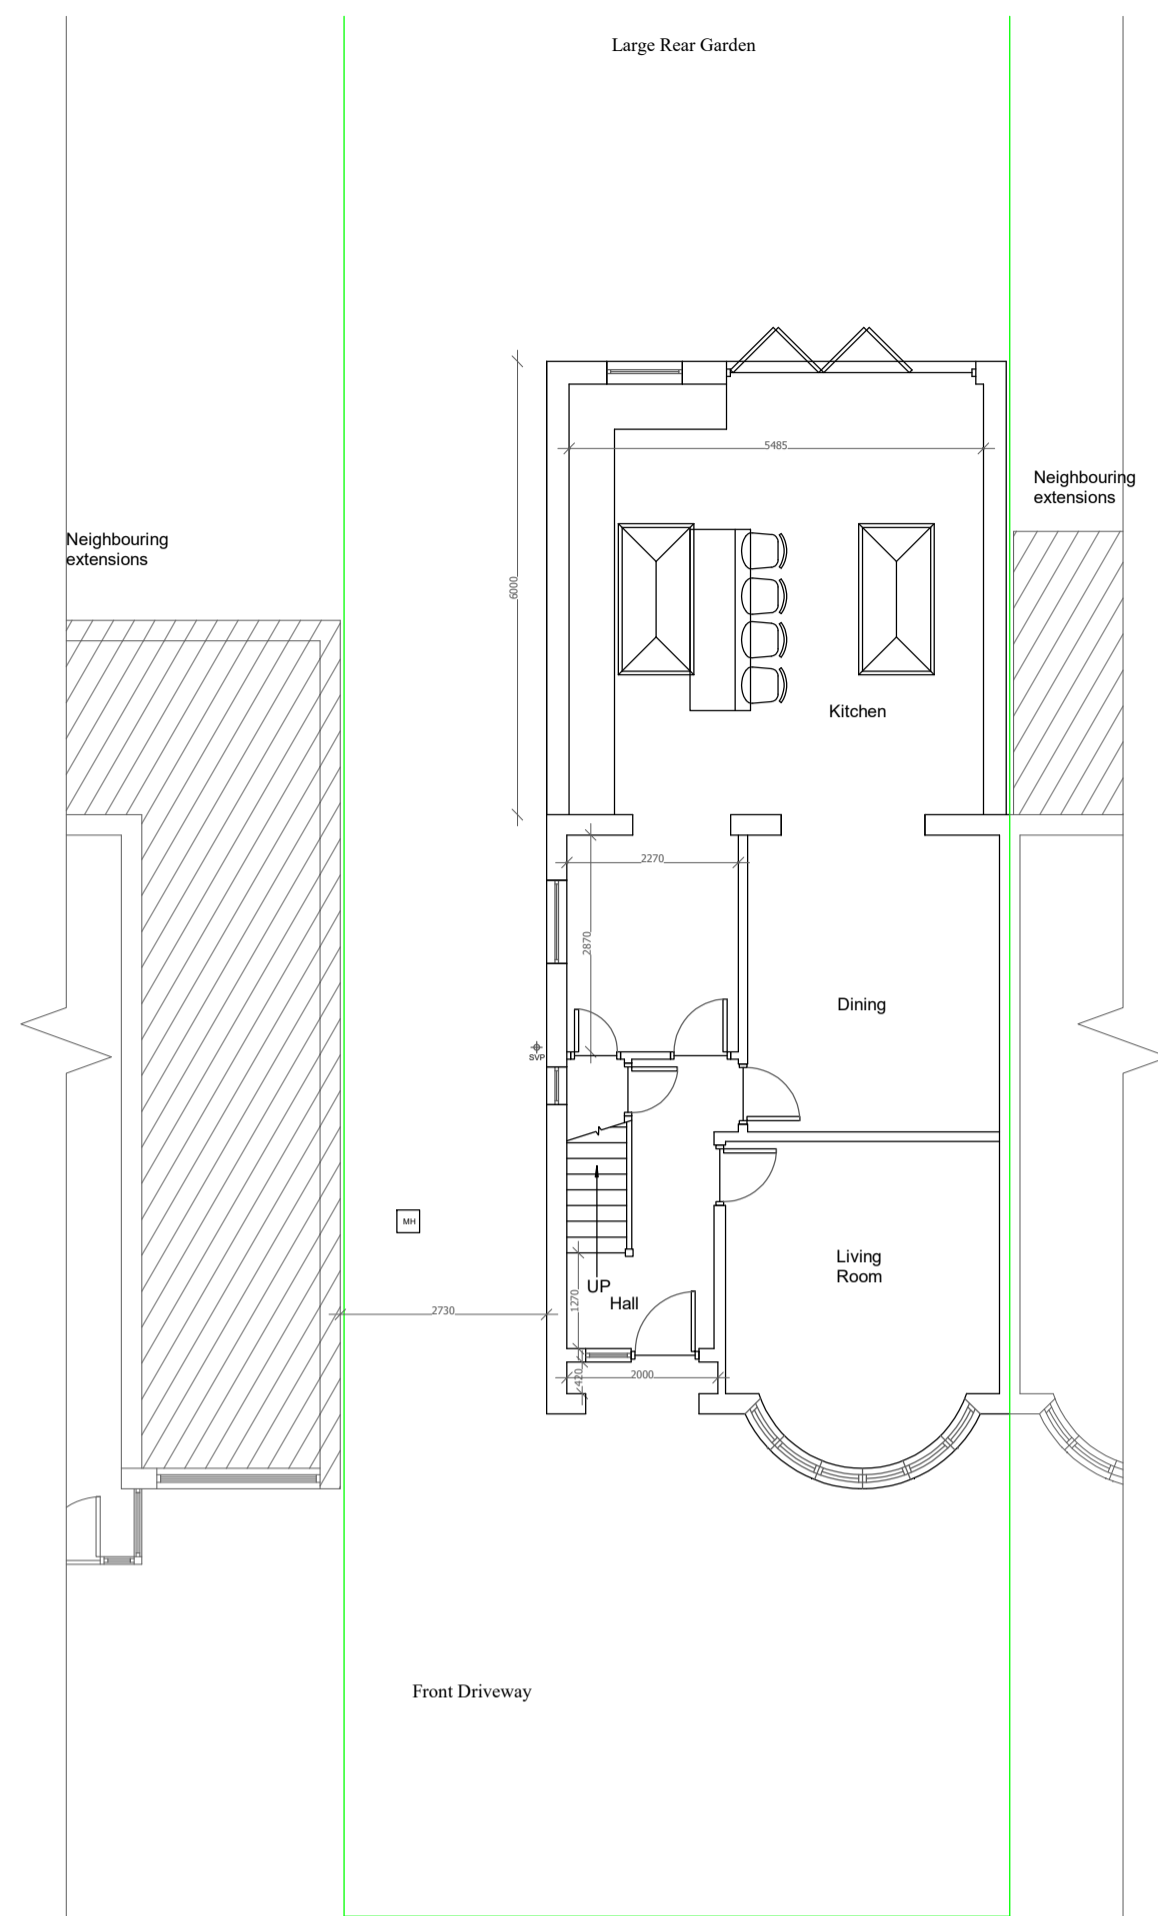 Large Rear Garden
5485
Neighbouring
extensions
Neighbouring
extensions
6000
Kitchen
2270
2870
Dining
SVP
MH
Living
Room
UP
Hall
1270
2730
2000
420
Front Driveway